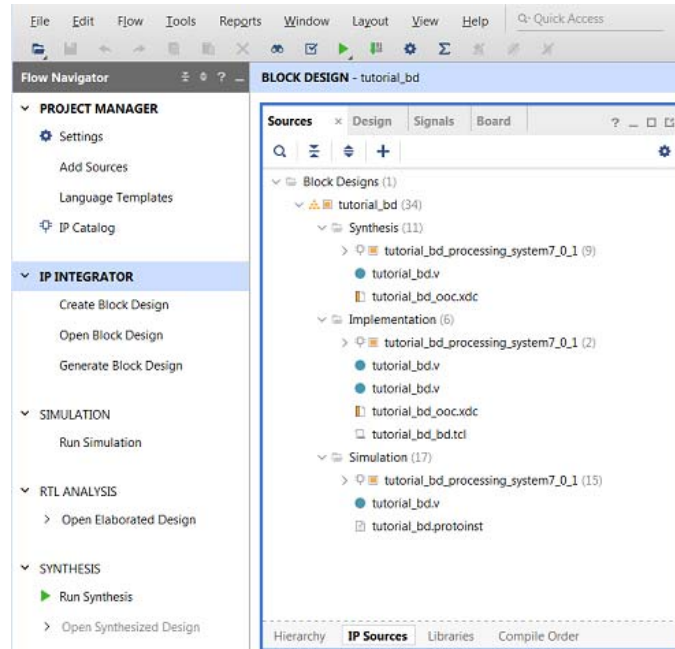 File Edit Flow Tools Reports Window Layout View Help Q- Quick Access
Flow Navigator ? _
BLOCK DESIGN - tutorial_bd
PROJECT MANAGER
Settings
Add Sources
Language Templates
IP Catalog
IP INTEGRATOR
Create Block Design
Open Block Design
Generate Block Design
SIMULATION
Run Simulation
RTL ANALYSIS
Open Elaborated Design
SYNTHESIS
Run Synthesis
Open Synthesized Design
Sources × Design Signals Board ? _
Block Designs (1)
tutorial_bd (34)
Synthesis (11)
tutorial_bd_processing_system7_0_1 (9)
tutorial_bd.v
tutorial_bd_ooc.xdc
Implementation (6)
tutorial_bd_processing_system7_0_1 (2)
tutorial_bd.v
tutorial_bd.v
tutorial_bd_ooc.xdc
tutorial_bd_bd.tcl
Simulation (17)
tutorial_bd_processing_system7_0_1 (15)
tutorial_bd.v
tutorial_bd.protoinst
Hierarchy IP Sources Libraries Compile Order